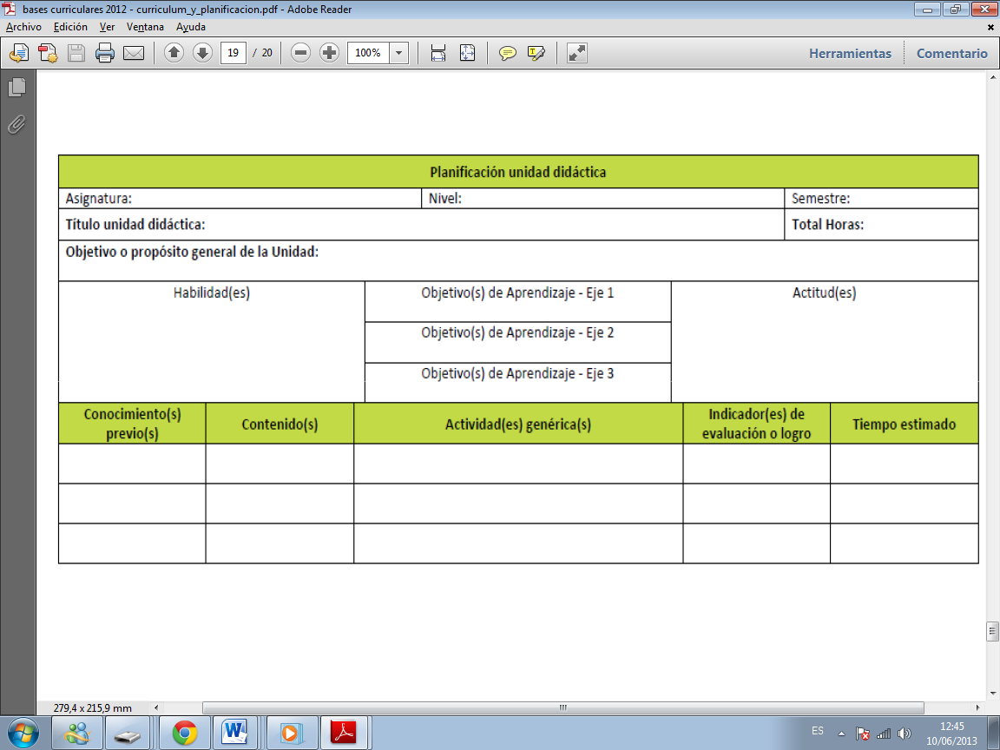 bases curriculares 2012 - curriculum_y_planificacion.pdf - Adobe Reader
Archivo Edición Ver Ventana Ayuda
19 / 20 100% Herramientas Comentario
Planificación unidad didáctica
Asignatura: Nivel: Semestre:
Título unidad didáctica: Total Horas:
Objetivo o propósito general de la Unidad:
Habilidad(es) Objetivo(s) de Aprendizaje - Eje 1 Actitud(es)
Objetivo(s) de Aprendizaje - Eje 2
Objetivo(s) de Aprendizaje - Eje 3
Conocimiento(s) previo(s) Contenido(s) Actividad(es) genérica(s) Indicador(es) de evaluación o logro Tiempo estimado
279,4 x 215,9 mm
ES 12:45
10/06/2013